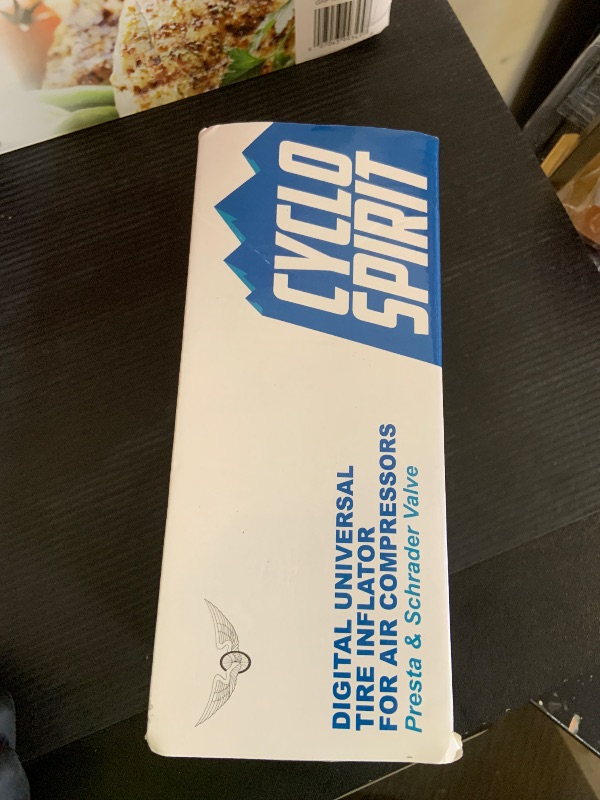 CYCLO
SPIRIT
DIGITAL UNIVERSAL
TIRE INFLATOR
FOR AIR COMPRESSORS
Presta & Schrader Valve